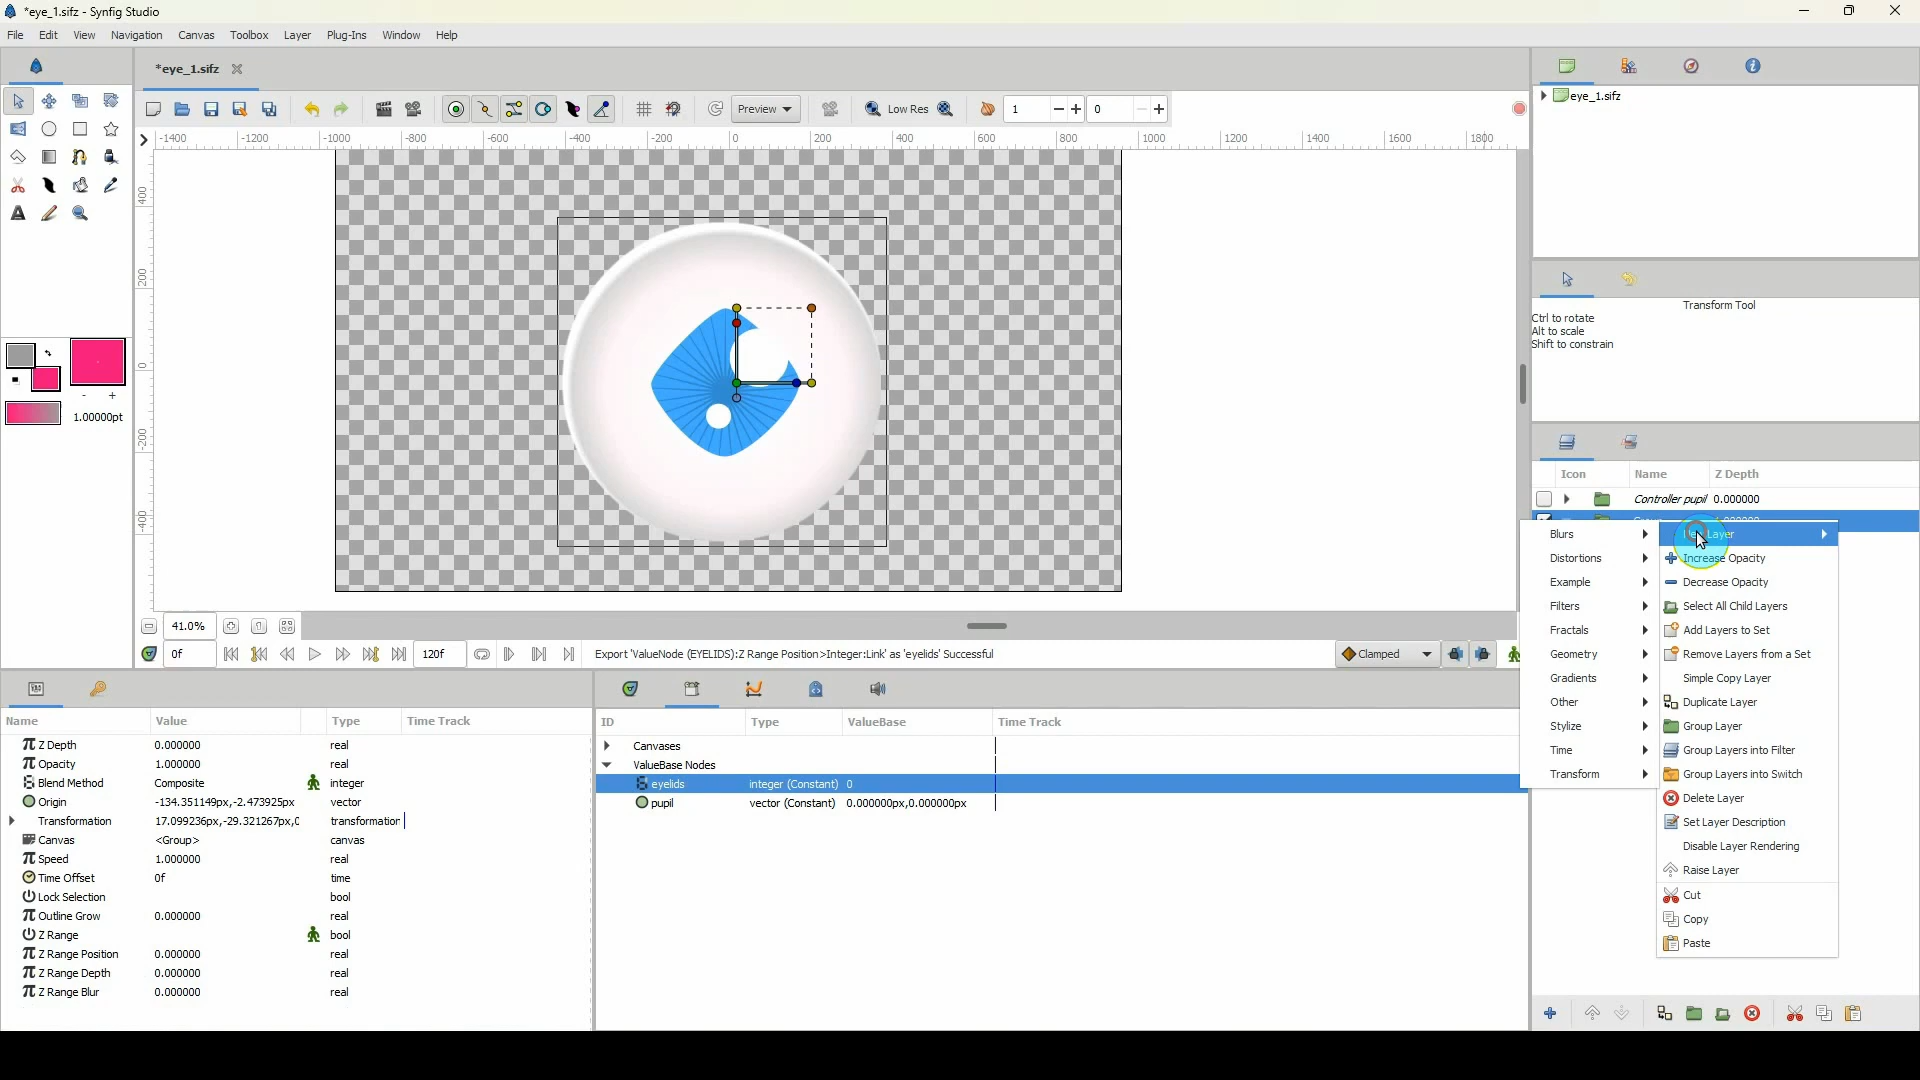 *eye_1.sifz - Synfig Studio
File Edit View Navigation Canvas Toolbox Layer Plug-Ins Window Help
*eye_1.sifz
Preview Low Res 1 0
-1400 -1200 -1000 -800 -600 -400 -200 0 200 400 600 800 1000 1200 1400 1600 1800
400
200
0
-200
-400
1.00000pt
41.0%
0f 120f Export 'ValueNode (EYELIDS):Z Range Position>Integer:Link' as 'eyelids' Successful Clamped
eye_1.sifz
Transform Tool
Ctrl to rotate
Alt to scale
Shift to constrain
Icon Name Z Depth
Controller pupil 0.000000
Blurs
Distortions
Example
Filters
Fractals
Geometry
Gradients
Other
Stylize
Time
Transform
Layer
Increase Opacity
Decrease Opacity
Select All Child Layers
Add Layers to Set
Remove Layers from a Set
Simple Copy Layer
Duplicate Layer
Group Layer
Group Layers into Filter
Group Layers into Switch
Delete Layer
Set Layer Description
Disable Layer Rendering
Raise Layer
Cut
Copy
Paste
Name Value Type Time Track
Z Depth 0.000000 real
Opacity 1.000000 real
Blend Method Composite integer
Origin -134.351149px,-2.473925px vector
Transformation 17.099236px,-29.321267px,0 transformation
Canvas <Group> canvas
Speed 1.000000 real
Time Offset 0f time
Lock Selection bool
Outline Grow 0.000000 real
Z Range bool
Z Range Position 0.000000 real
Z Range Depth 0.000000 real
Z Range Blur 0.000000 real
ID Type ValueBase Time Track
Canvases
ValueBase Nodes
eyelids integer (Constant) 0
pupil vector (Constant) 0.000000px,0.000000px